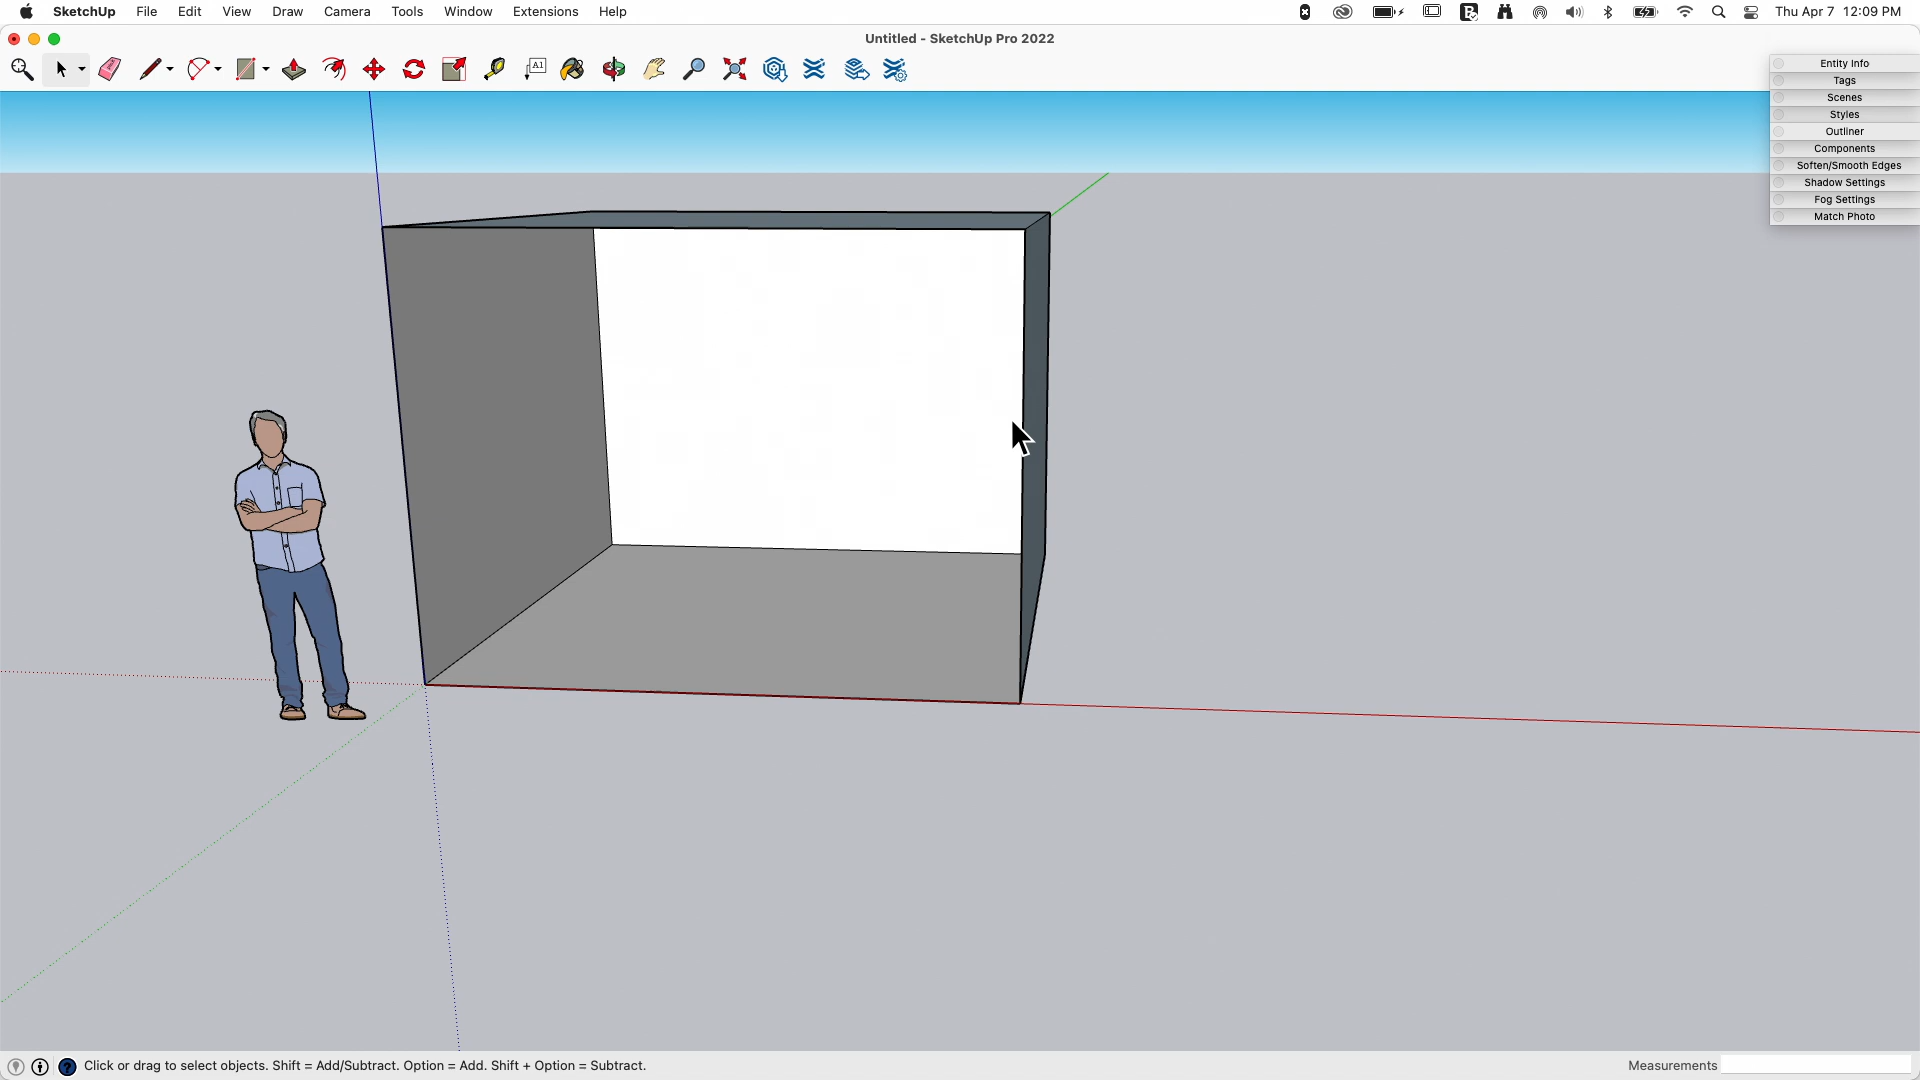 SketchUp File Edit View Draw Camera Tools Window Extensions Help Thu Apr 7 12:09 PM
Untitled - SketchUp Pro 2022
A1
Entity Info
Tags
Scenes
Styles
Outliner
Components
Soften/Smooth Edges
Shadow Settings
Fog Settings
Match Photo
Click or drag to select objects. Shift = Add/Subtract. Option = Add. Shift + Option = Subtract. Measurements